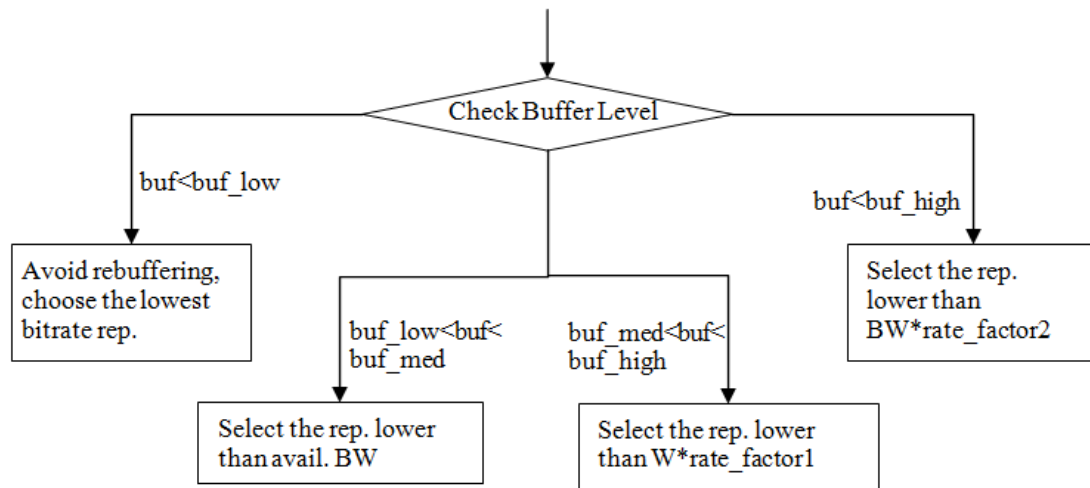 Check Buffer Level
buf<buf_low
buf<buf_high
Avoid rebuffering,
choose the lowest
bitrate rep.
Select the rep.
lower than
BW*rate_factor2
buf_low<buf<
buf_med
buf_med<buf<
buf_high
Select the rep. lower
than avail. BW
Select the rep. lower
than W*rate_factor1